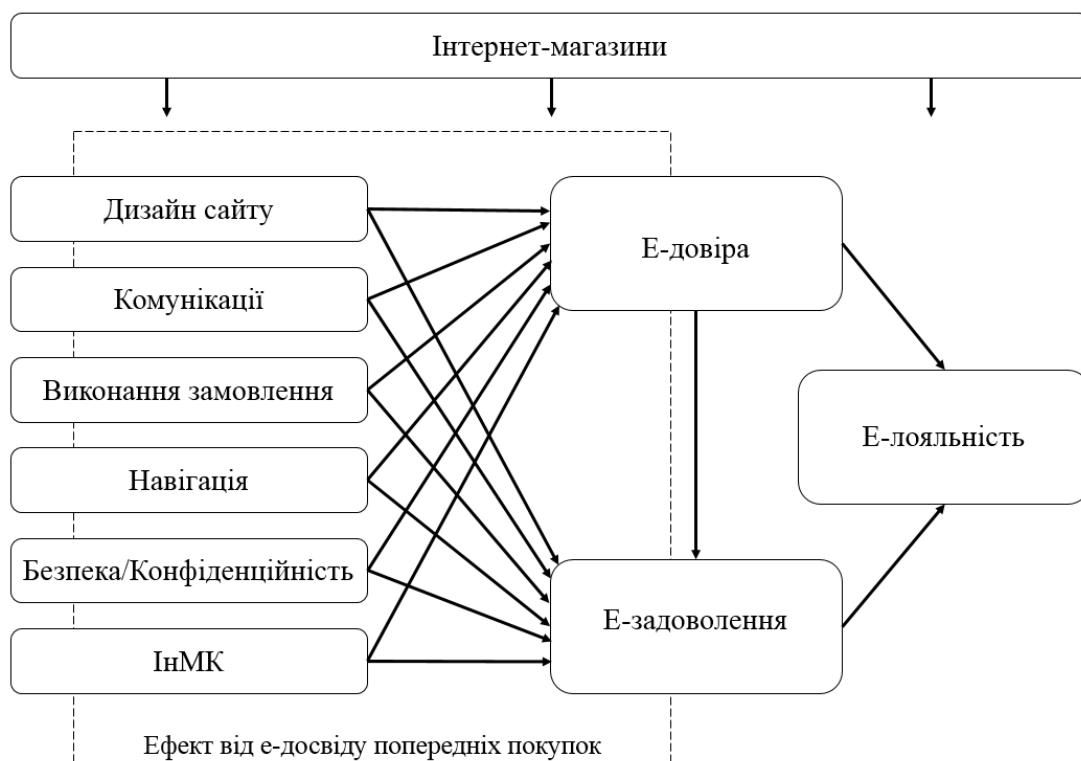 Інтернет-магазини
Дизайн сайту
Комунікації
Виконання замовлення
Навігація
Безпека/Конфіденційність
ІнМК
Е-довіра
Е-задоволення
Е-лояльність
Ефект від е-досвіду попередніх покупок